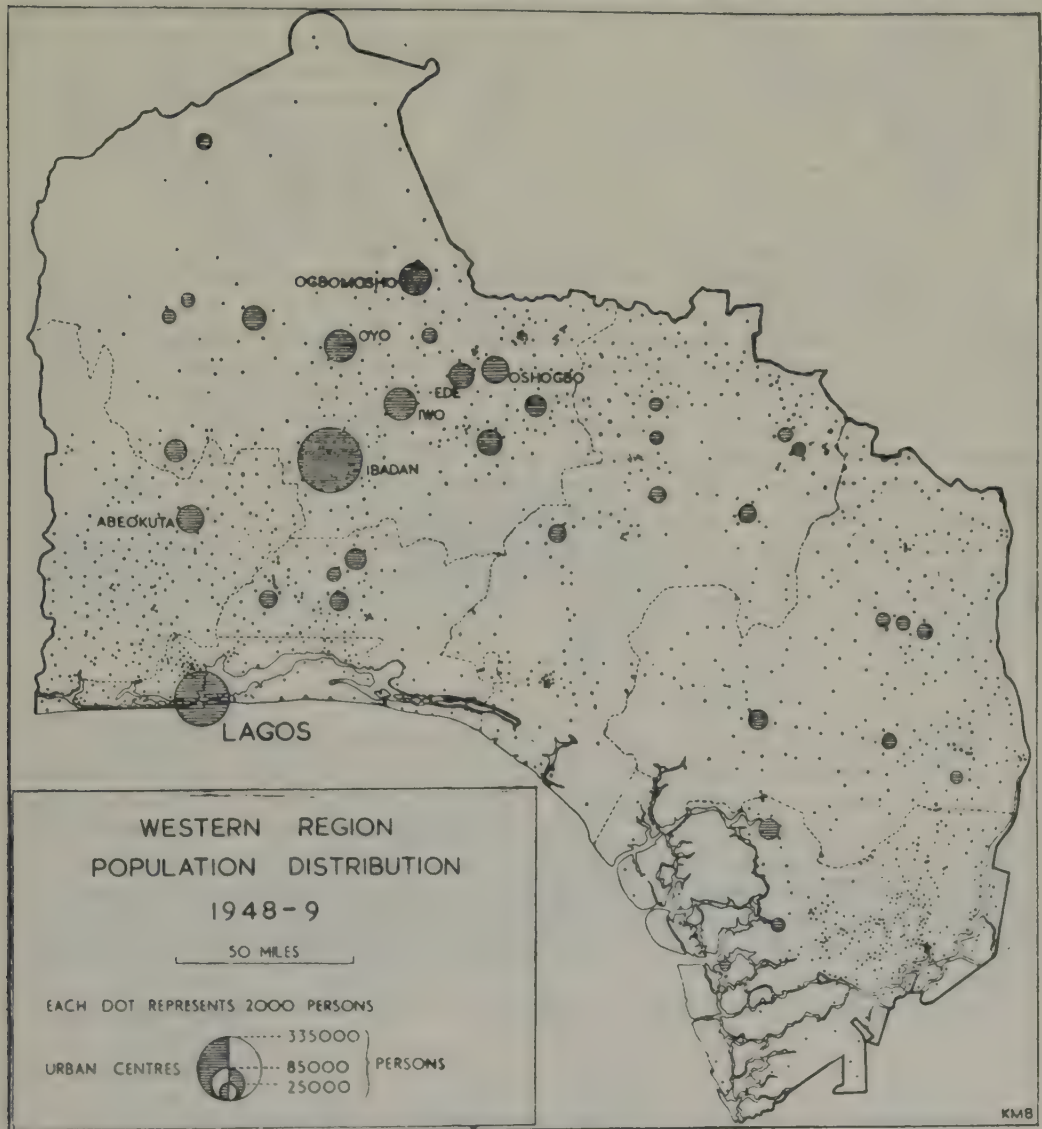 OGBOMOSHO
OYO
EDE
OSHOGBO
IWO
IBADAN
ABEOKUTA
LAGOS
WESTERN REGION
POPULATION DISTRIBUTION
1948-9
50 MILES
EACH DOT REPRESENTS 2000 PERSONS
335000
URBAN CENTRES 85000 PERSONS
25000
KMB